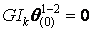 GI_k θ_{(0)}^{1−2} = 0